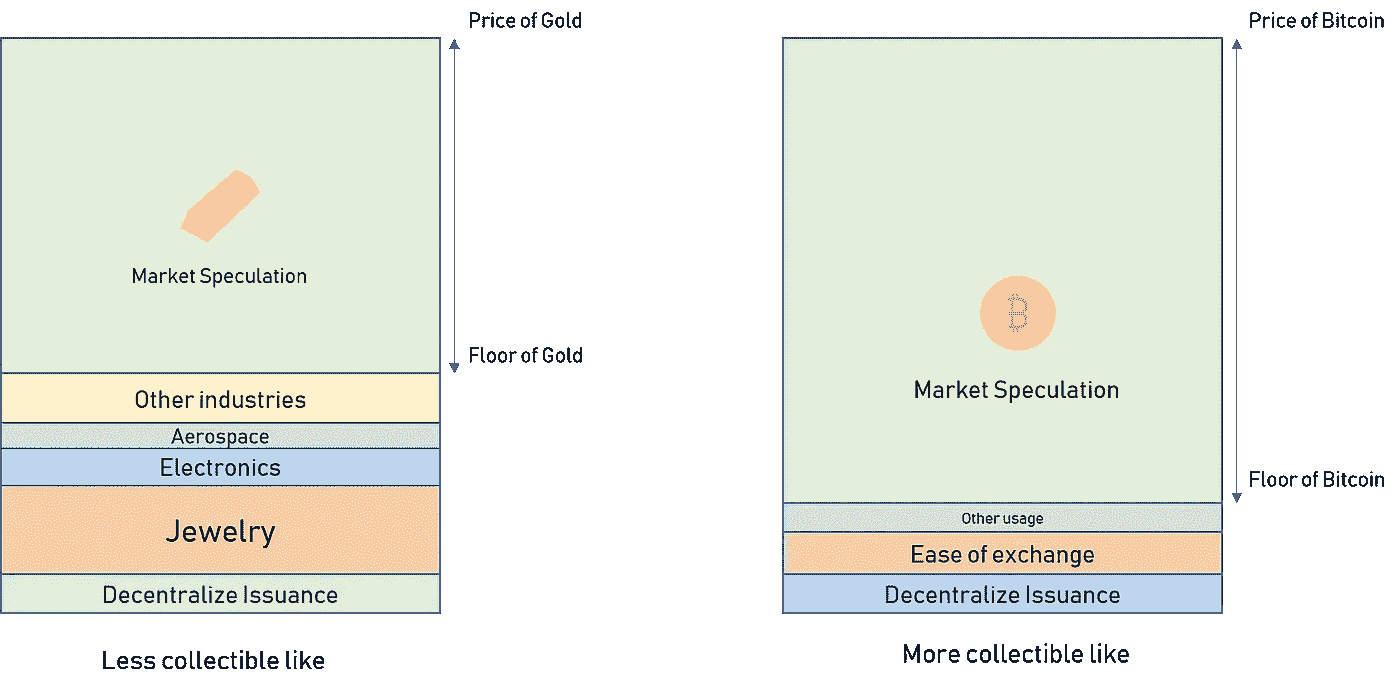 Price of Gold
Market Speculation
Floor of Gold
Other industries
Aerospace
Electronics
Jewelry
Decentralize Issuance
Less collectible like
Price of Bitcoin
₿
Market Speculation
Floor of Bitcoin
Other usage
Ease of exchange
Decentralize Issuance
More collectible like